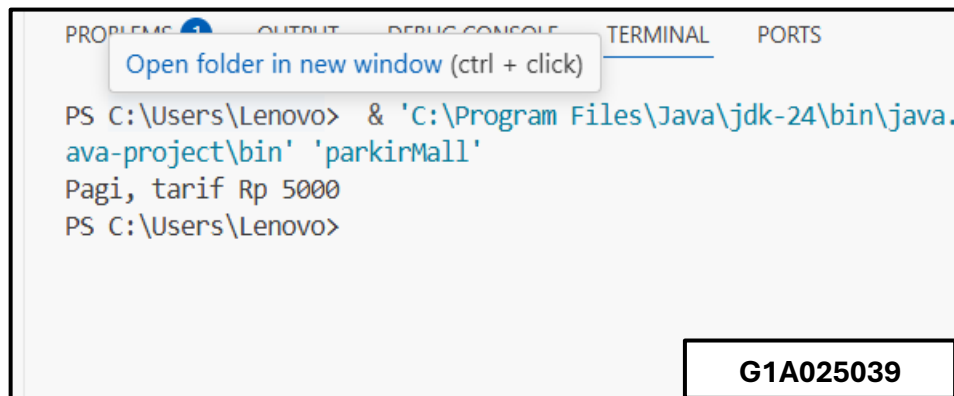 PROBLEMS 1 OUTPUT DEBUG CONSOLE TERMINAL PORTS
Open folder in new window (ctrl + click)
PS C:\Users\Lenovo> & 'C:\Program Files\Java\jdk-24\bin\java.
ava-project\bin' 'parkirMall'
Pagi, tarif Rp 5000
PS C:\Users\Lenovo>
G1A025039